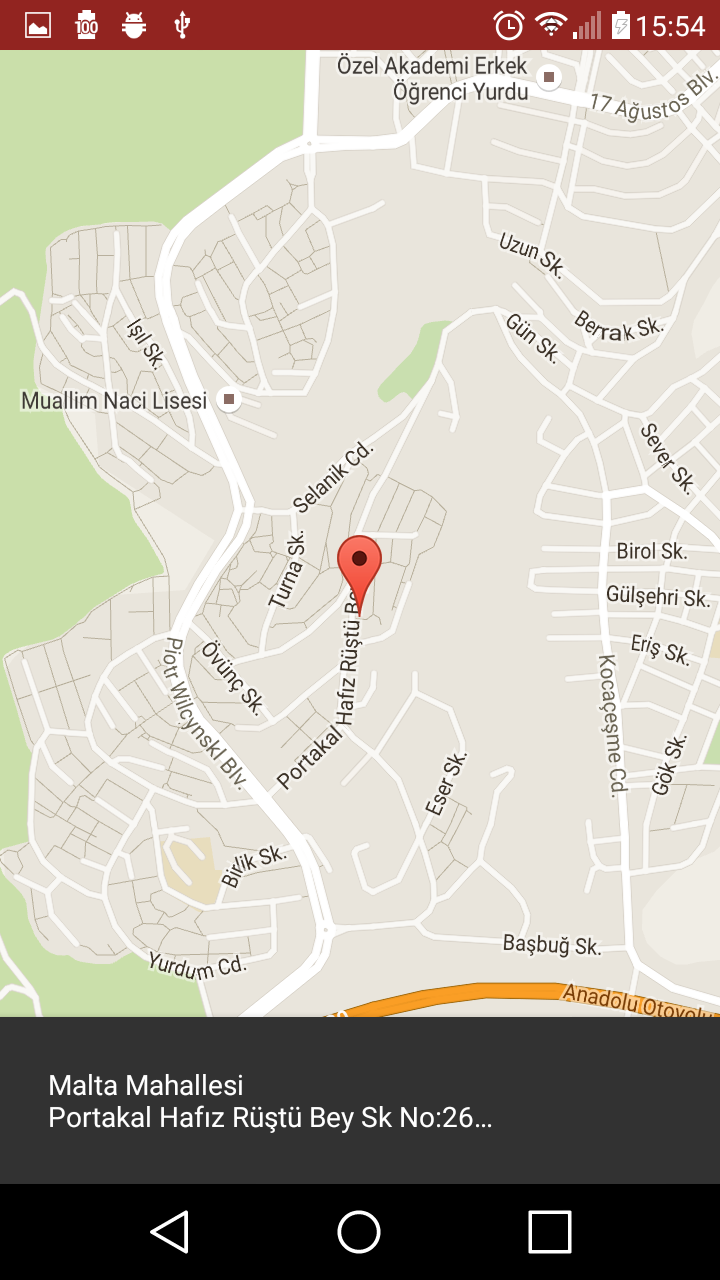 100
15:54
Özel Akademi Erkek
Öğrenci Yurdu
17 Ağustos Blv.
Uzun Sk.
Berrak Sk.
Gün Sk.
Işıl Sk.
Muallim Naci Lisesi
Sever Sk.
Selanik Cd.
Turna Sk.
Birol Sk.
Gülşehri Sk.
Eriş Sk.
Övünç Sk.
Piotr Wilcynskl Blv.
Portakal Hafız Rüştü Be
Kocaçeşme Cd.
Gök Sk.
Eser Sk.
Birlik Sk.
Yurdum Cd.
Başbuğ Sk.
Anadolu Otoyolu
Malta Mahallesi
Portakal Hafız Rüştü Bey Sk No:26...